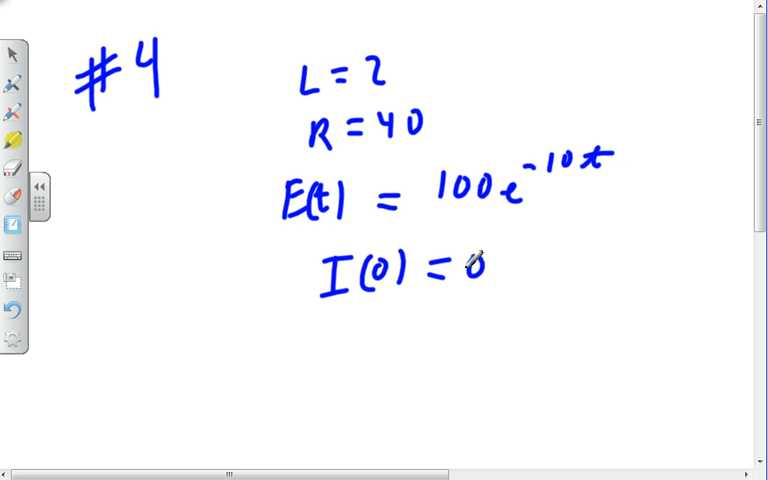 #4
L = 2
R = 40
E(t) = 100e^{-10t}
I(0) = 0